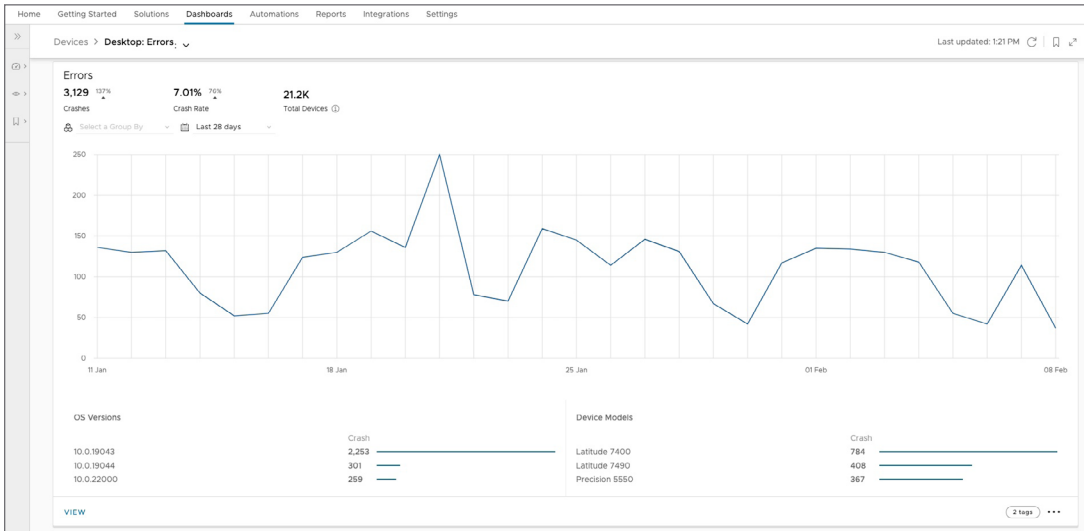 Home Getting Started Solutions Dashboards Automations Reports Integrations Settings
Devices > Desktop: Errors. Last updated: 1:21 PM
Errors
3,129 137% 7.01% 76% 21.2K
Crashes Crash Rate Total Devices
Select a Group By Last 28 days
250
200
150
100
50
0
11 Jan 18 Jan 25 Jan 01 Feb 08 Feb
OS Versions Device Models
Crash Crash
10.0.19043 2,253 Latitude 7400 784
10.0.19044 301 Latitude 7490 408
10.0.22000 259 Precision 5550 367
VIEW 2 tags